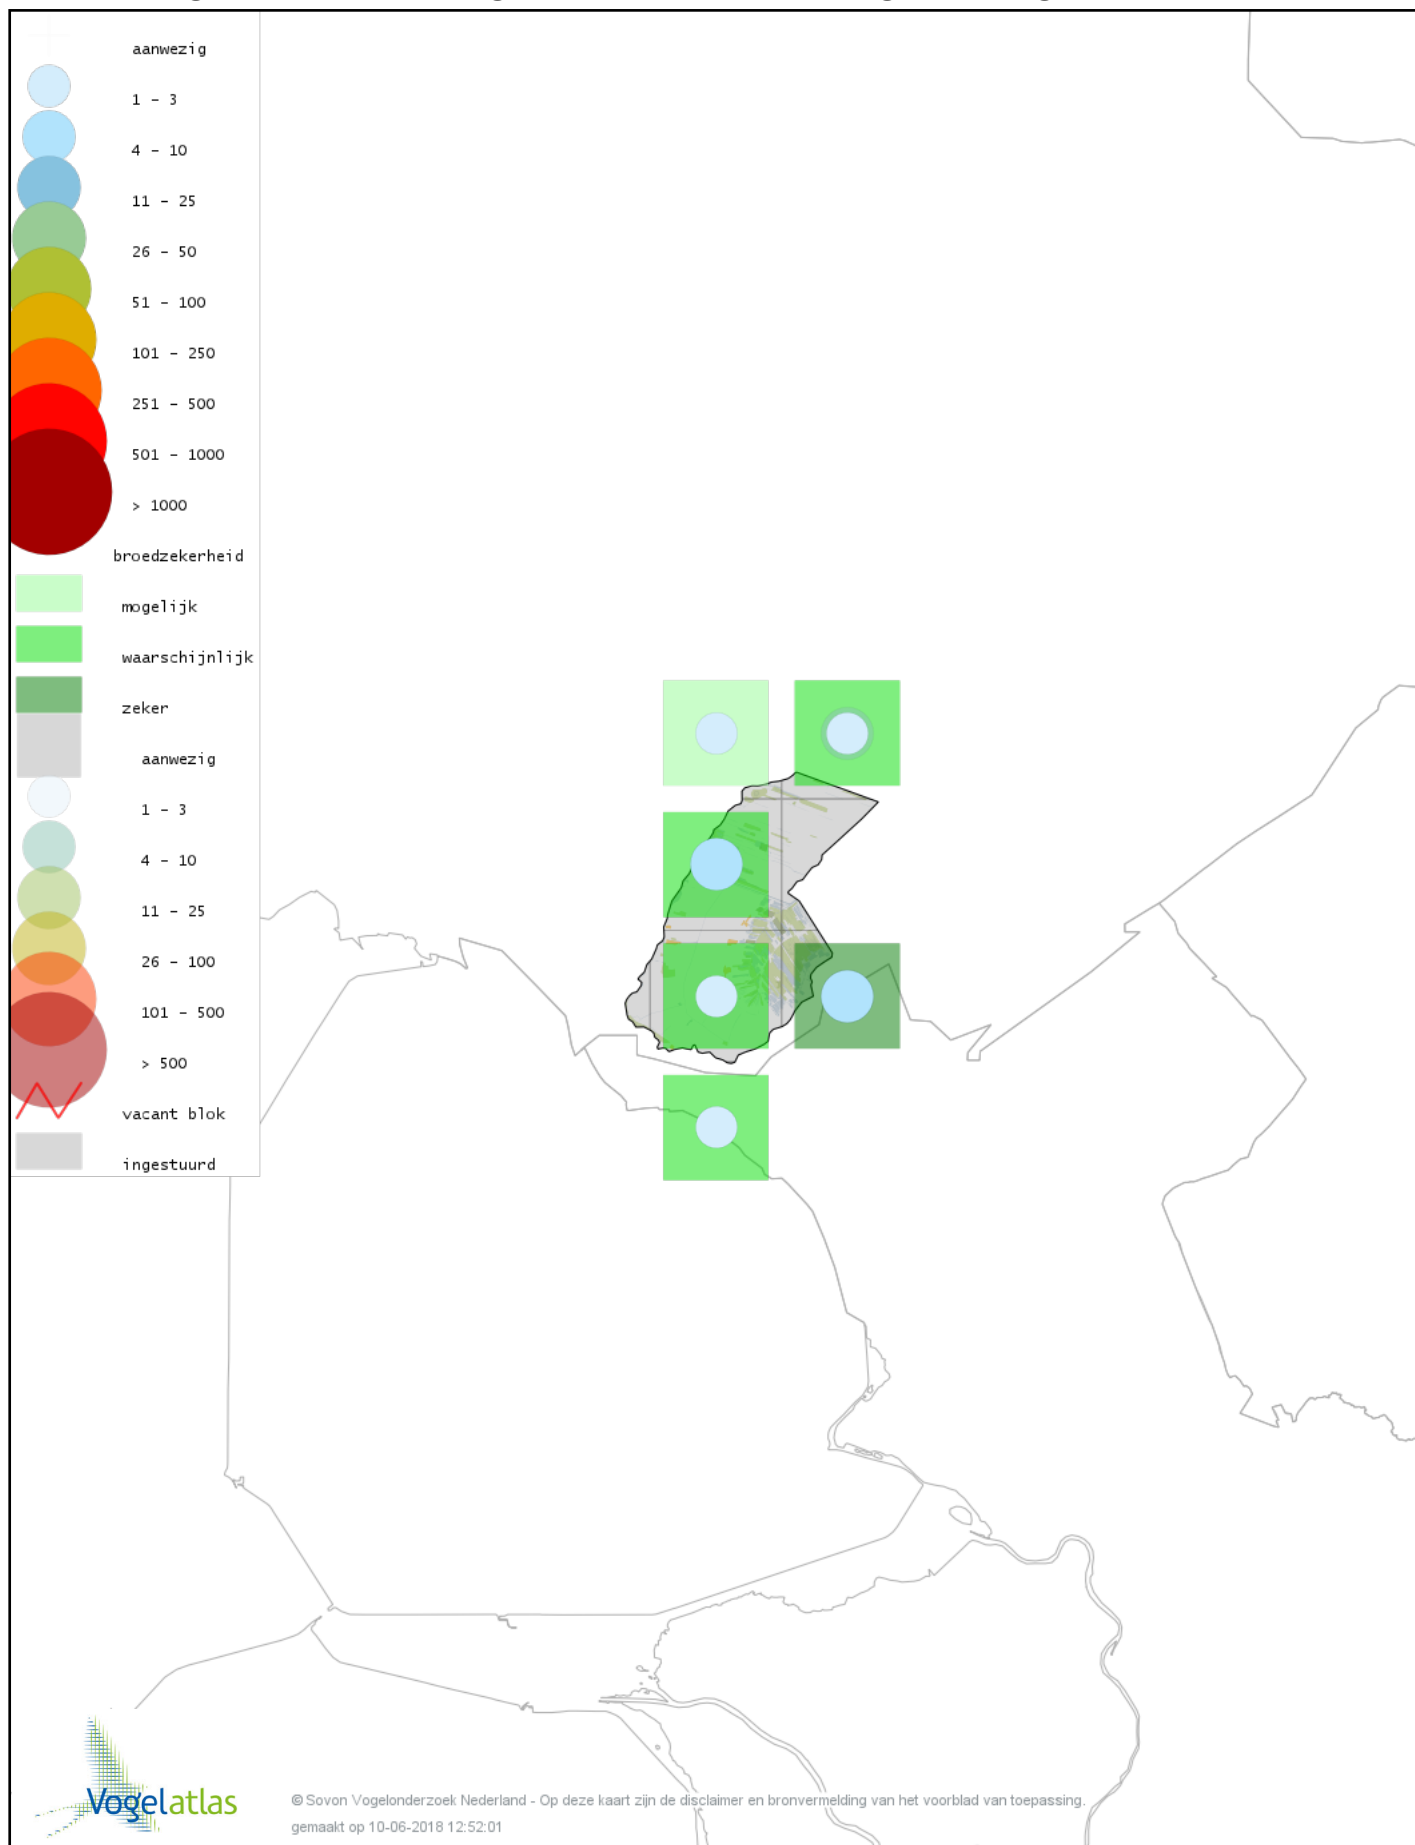 aanwezig
1 – 3
4 – 10
11 – 25
26 – 50
51 – 100
101 – 250
251 – 500
501 – 1000
> 1000
broedzekerheid
mogelijk
waarschijnlijk
zeker
aanwezig
1 – 3
4 – 10
11 – 25
26 – 100
101 – 500
> 500
vacant blok
ingestuurd
Vogelatlas
© Sovon Vogelonderzoek Nederland - Op deze kaart zijn de disclaimer en bronvermelding van het voorblad van toepassing.
gemaakt op 10-06-2018 12:52:01